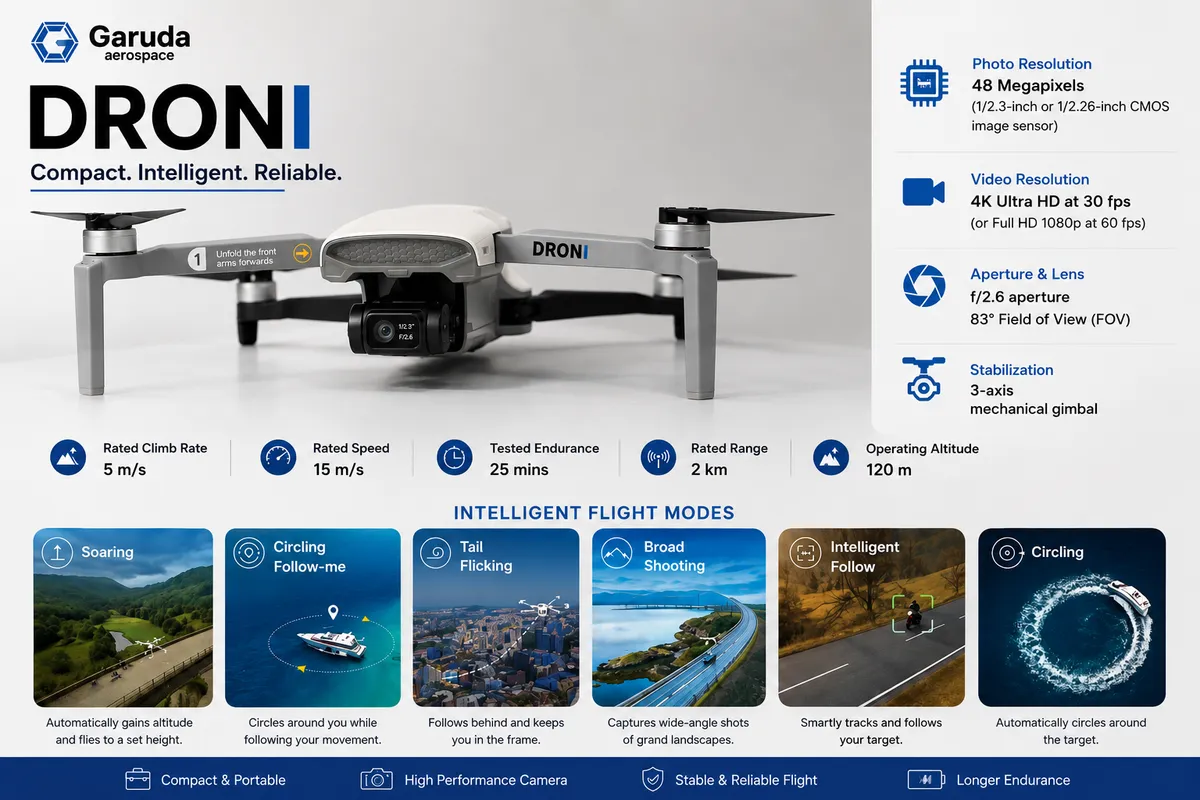 Garuda
aerospace
DRONI
Compact. Intelligent. Reliable.
1
Unfold the front
arms forwards
DRONI
1/2.3"
F/2.6
Photo Resolution
48 Megapixels
(1/2.3-inch or 1/2.26-inch CMOS
image sensor)
Video Resolution
4K Ultra HD at 30 fps
(or Full HD 1080p at 60 fps)
Aperture & Lens
f/2.6 aperture
83° Field of View (FOV)
Stabilization
3-axis
mechanical gimbal
Rated Climb Rate
5 m/s
Rated Speed
15 m/s
Tested Endurance
25 mins
Rated Range
2 km
Operating Altitude
120 m
INTELLIGENT FLIGHT MODES
Soaring
Automatically gains altitude
and flies to a set height.
Circling
Follow-me
Circles around you while
following your movement.
Tail
Flicking
Follows behind and keeps
you in the frame.
Broad
Shooting
Captures wide-angle shots
of grand landscapes.
Intelligent
Follow
Smartly tracks and follows
your target.
Circling
Automatically circles around
the target.
Compact & Portable
High Performance Camera
Stable & Reliable Flight
Longer Endurance